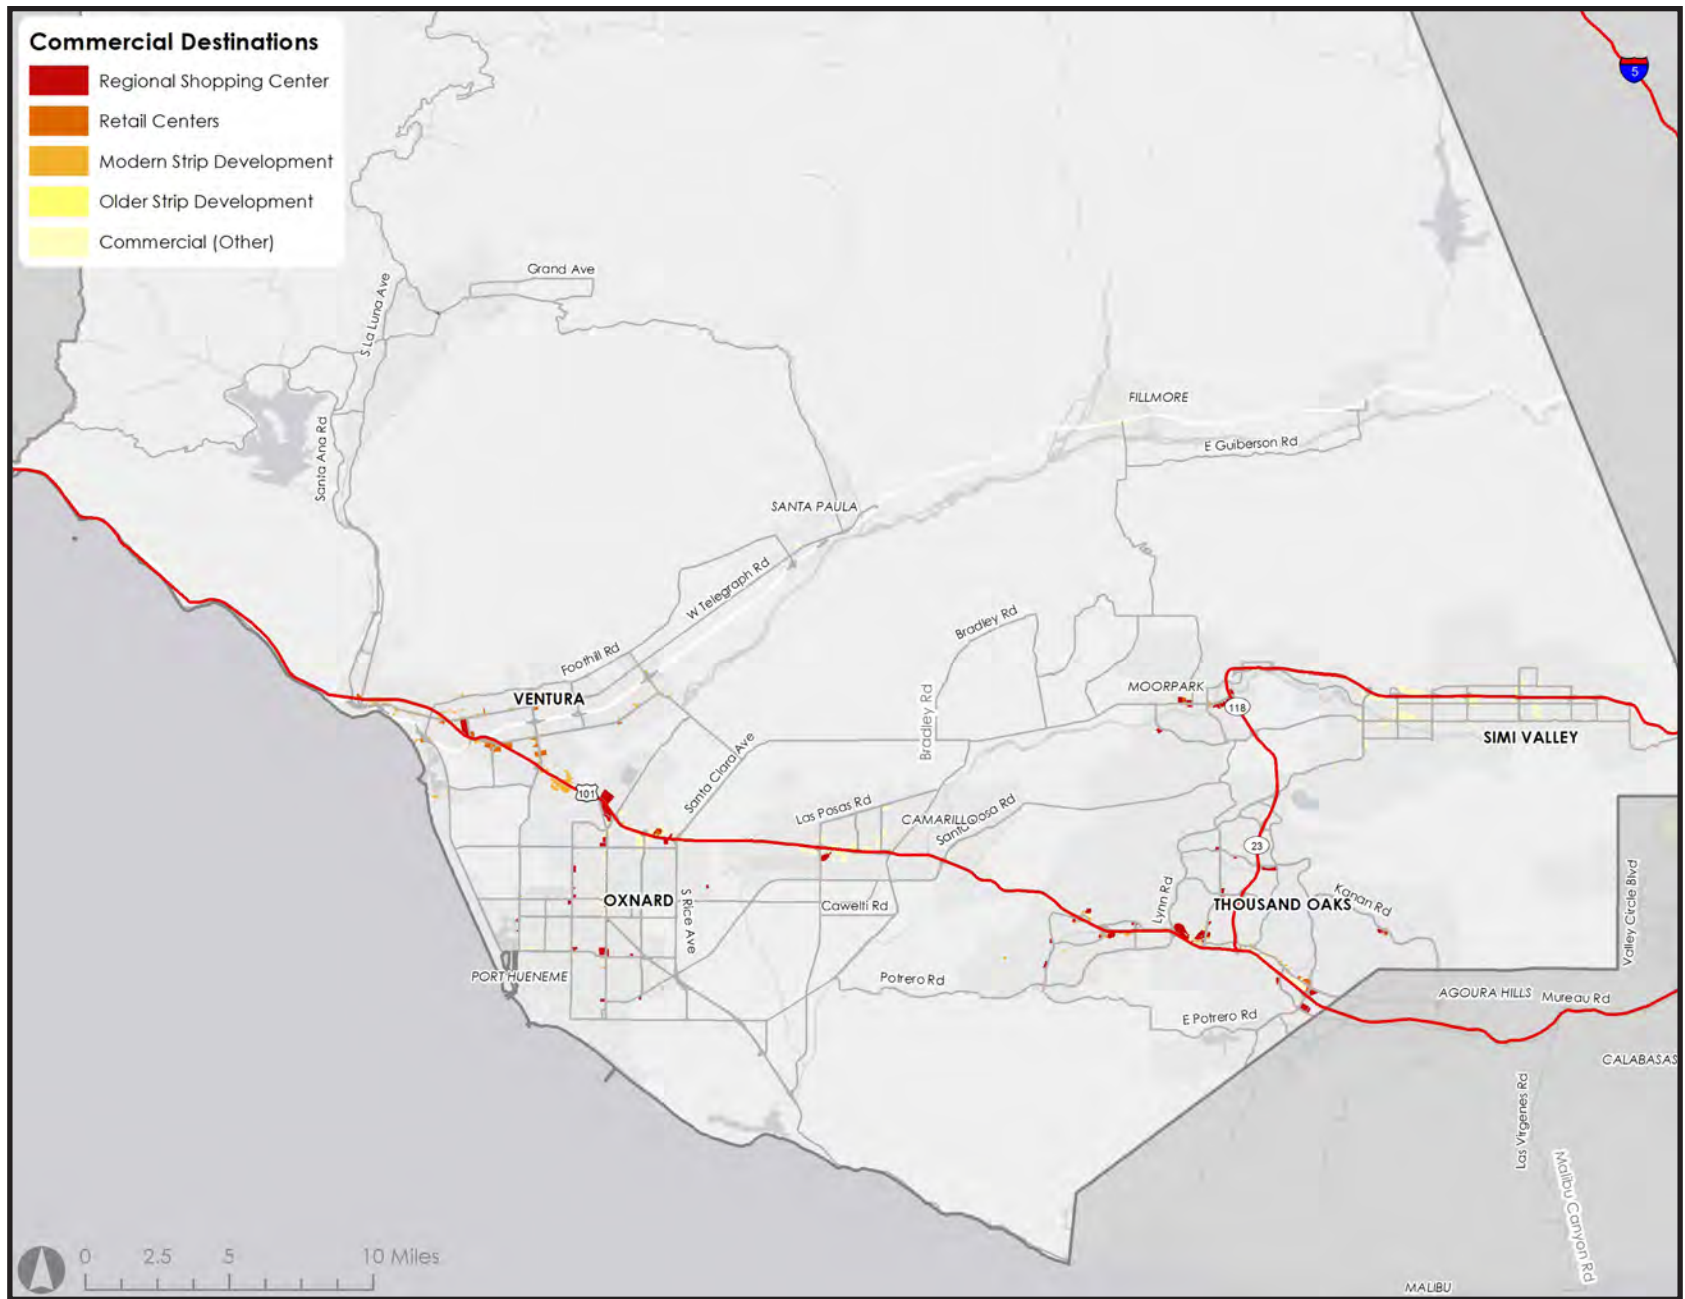 Commercial Destinations
Regional Shopping Center
Retail Centers
Modern Strip Development
Older Strip Development
Commercial (Other)
5
Grand Ave
S La Luna Ave
FILLMORE
E Guiberson Rd
Santa Ana Rd
SANTA PAULA
W Telegraph Rd
Bradley Rd
Foothill Rd
VENTURA
MOORPARK
118
Bradley Rd
SIMI VALLEY
Santa Clara Ave
101
Las Posas Rd
CAMARILLO
Santa Rosa Rd
23
Lynn Rd
Kanan Rd
THOUSAND OAKS
Valley Circle Blvd
OXNARD
S Rice Ave
Cawelti Rd
PORT HUENEME
Potrero Rd
E Potrero Rd
AGOURA HILLS
Mureau Rd
CALABASAS
Las Virgenes Rd
Malibu Canyon Rd
0 2.5 5 10 Miles
MALIBU